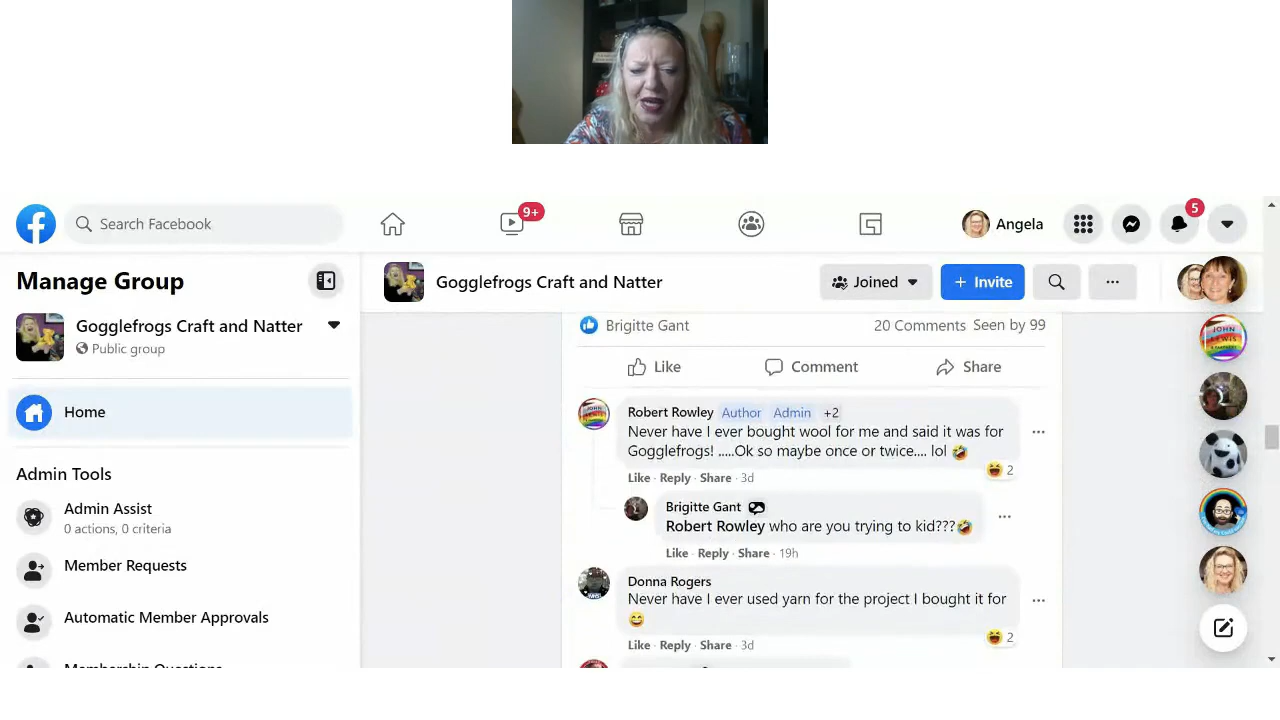 9+
5
Search Facebook
Angela
Manage Group
Gogglefrogs Craft and Natter
Joined
+ Invite
Gogglefrogs Craft and Natter
Public group
Home
Admin Tools
Admin Assist
0 actions, 0 criteria
Member Requests
Automatic Member Approvals
Brigitte Gant
20 Comments Seen by 99
Like
Comment
Share
Robert Rowley Author Admin +2
Never have I ever bought wool for me and said it was for
Gogglefrogs! .....Ok so maybe once or twice.... lol 🤣
2
Like · Reply · Share · 3d
Brigitte Gant
Robert Rowley who are you trying to kid???🤣
Like · Reply · Share · 19h
Donna Rogers
Never have I ever used yarn for the project I bought it for
😄
2
Like · Reply · Share · 3d
JOHN
LEWIS